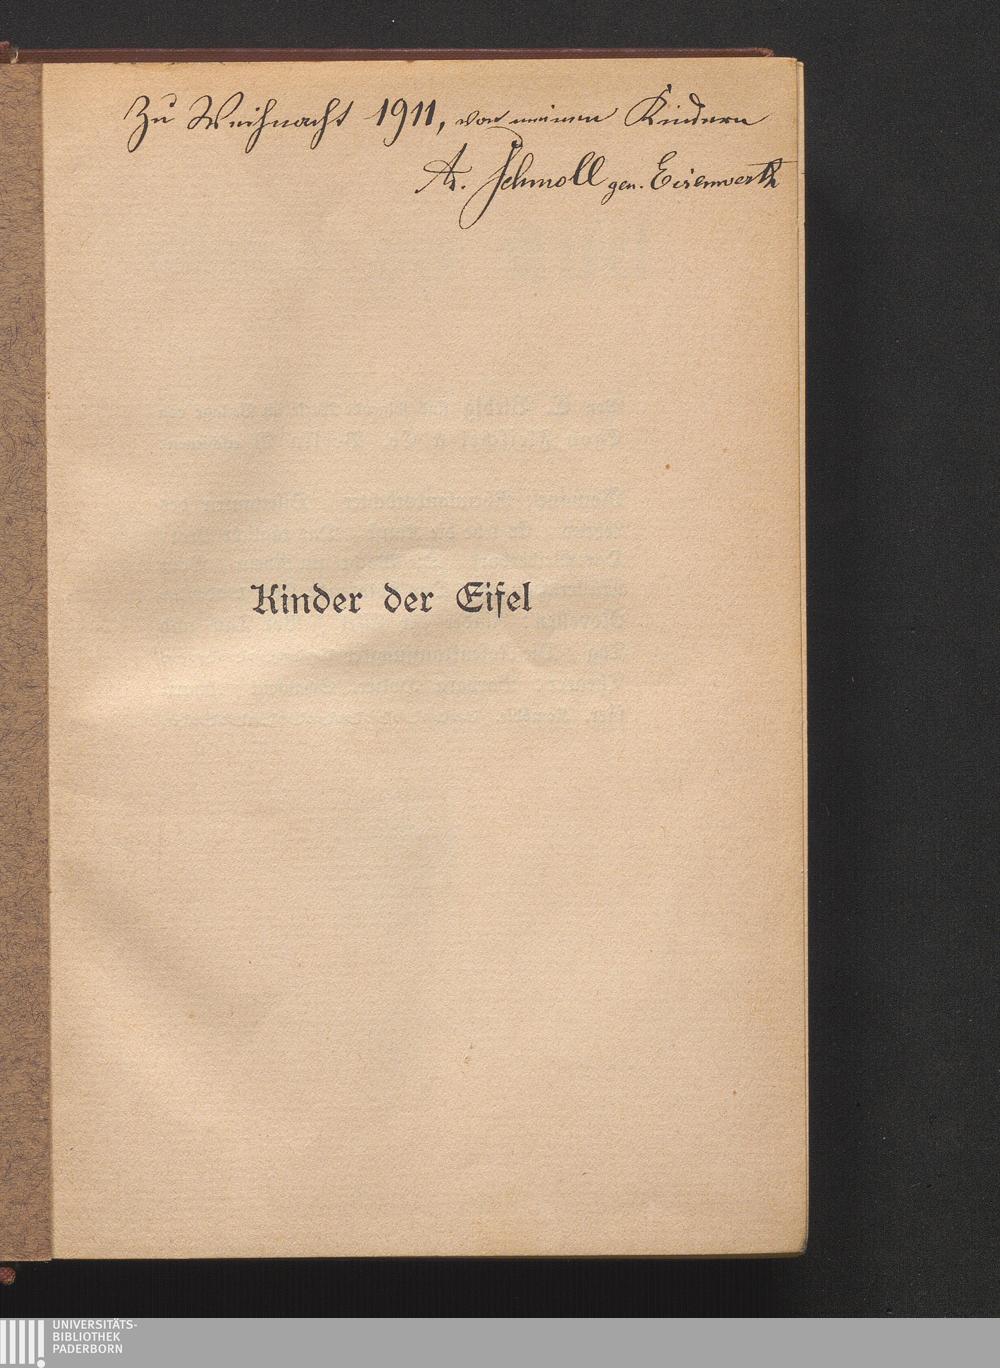 Zu Weihnacht 1911, von meinen Kindern
A. Schmoll gen. Eisenwerth
Kinder der Eifel
UNIVERSITÄTS-
BIBLIOTHEK
PADERBORN